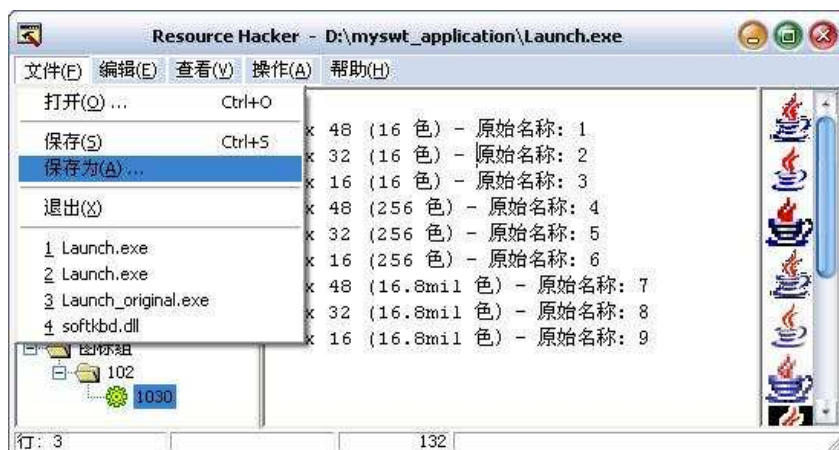 Resource Hacker - D:\myswt_application\Launch.exe
文件(F) 编辑(E) 查看(V) 操作(A) 帮助(H)
打开(O) ... Ctrl+O
保存(S) Ctrl+S
保存为(A) ...
退出(X)
1 Launch.exe
2 Launch.exe
3 Launch_original.exe
4 softkbd.dll
x 48 (16 色) - 原始名称: 1
x 32 (16 色) - 原始名称: 2
x 16 (16 色) - 原始名称: 3
x 48 (256 色) - 原始名称: 4
x 32 (256 色) - 原始名称: 5
x 16 (256 色) - 原始名称: 6
x 48 (16.8mil 色) - 原始名称: 7
x 32 (16.8mil 色) - 原始名称: 8
x 16 (16.8mil 色) - 原始名称: 9
图标组
102
1030
行: 3 132